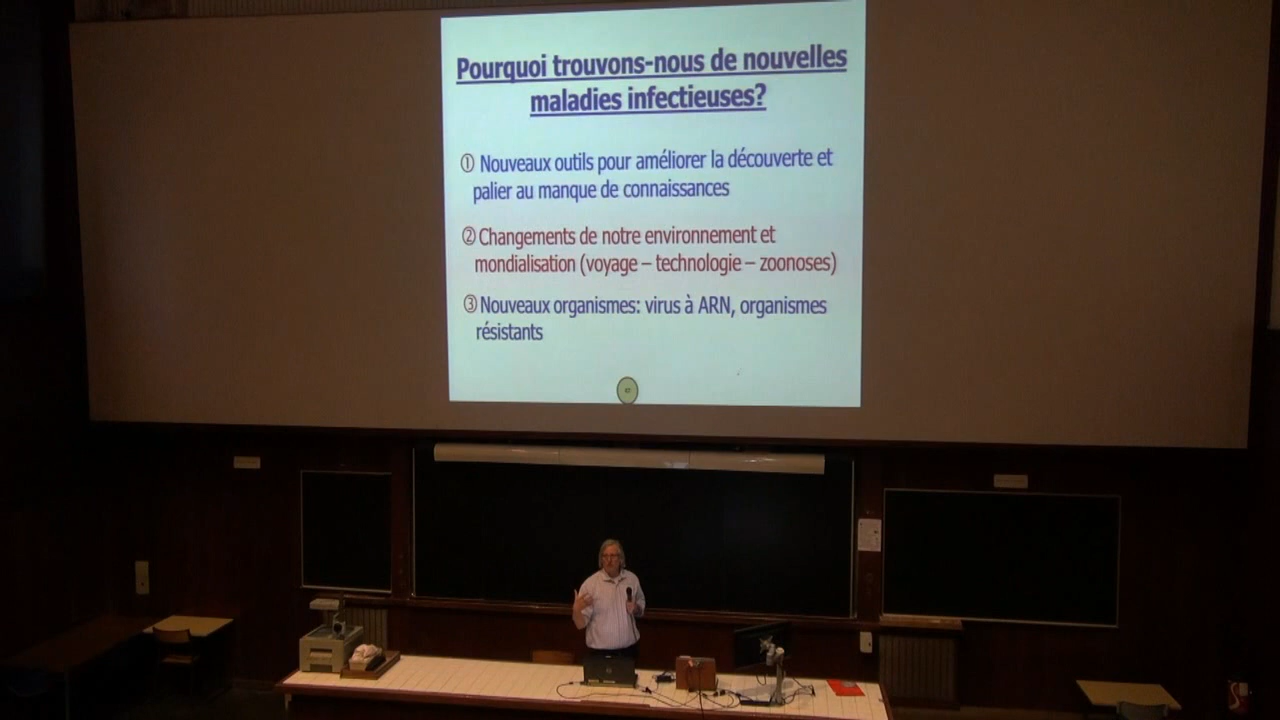 Pourquoi trouvons-nous de nouvelles
maladies infectieuses?
① Nouveaux outils pour améliorer la découverte et
palier au manque de connaissances
② Changements de notre environnement et
mondialisation (voyage – technologie – zoonoses)
③ Nouveaux organismes: virus à ARN, organismes
résistants